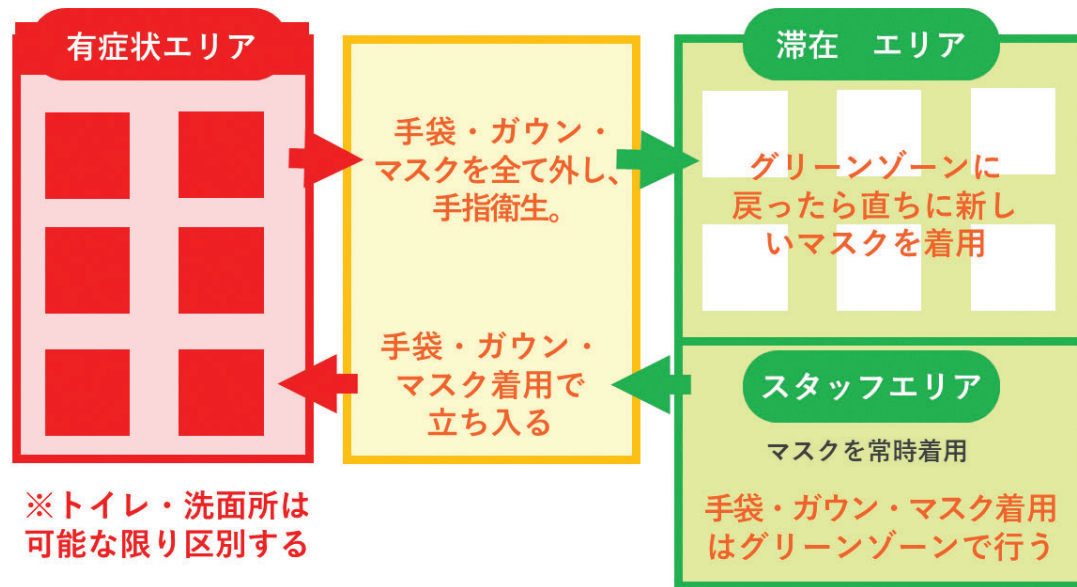 有症状エリア
手袋・ガウン・
マスクを全て外し、
手指衛生。
手袋・ガウン・
マスク着用で
立ち入る
滞在　エリア
グリーンゾーンに
戻ったら直ちに新し
いマスクを着用
スタッフエリア
マスクを常時着用
手袋・ガウン・マスク着用
はグリーンゾーンで行う
※トイレ・洗面所は
可能な限り区別する